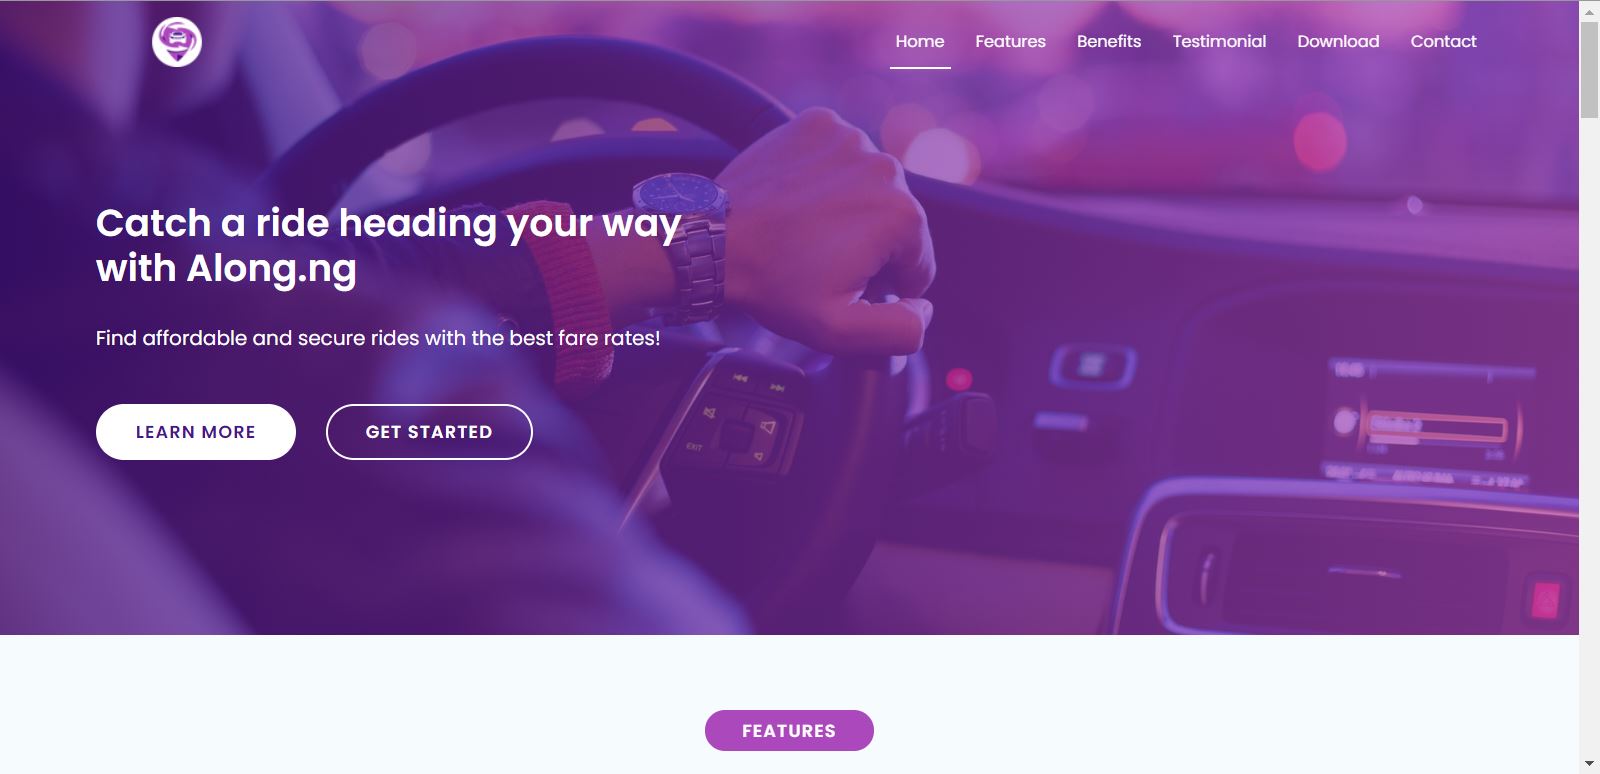 Home Features Benefits Testimonial Download Contact
Catch a ride heading your way
with Along.ng
Find affordable and secure rides with the best fare rates!
LEARN MORE GET STARTED
EXIT
FEATURES